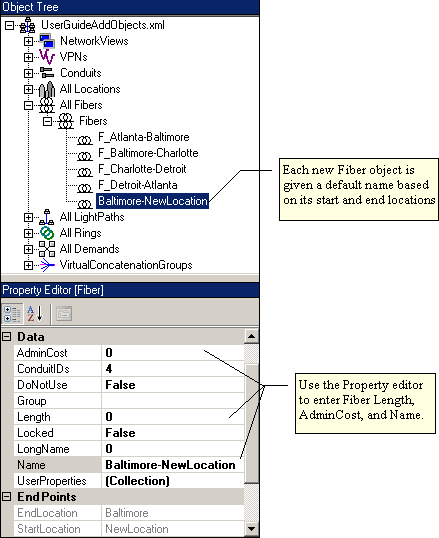 Object Tree
UserGuideAddObjects.xml
NetworkViews
VPNs
Conduits
All Locations
All Fibers
Fibers
F_Atlanta-Baltimore
F_Baltimore-Charlotte
F_Charlotte-Detroit
F_Detroit-Atlanta
Baltimore-NewLocation
All LightPaths
All Rings
All Demands
VirtualConcatenationGroups
Each new Fiber object is
given a default name based
on its start and end locations
Property Editor [Fiber]
Data
AdminCost 0
ConduitIDs 4
DoNotUse False
Group
Length 0
Locked False
LongName 0
Name Baltimore-NewLocation
UserProperties (Collection)
EndPoints
EndLocation Baltimore
StartLocation NewLocation
Use the Property editor
to enter Fiber Length,
AdminCost, and Name.